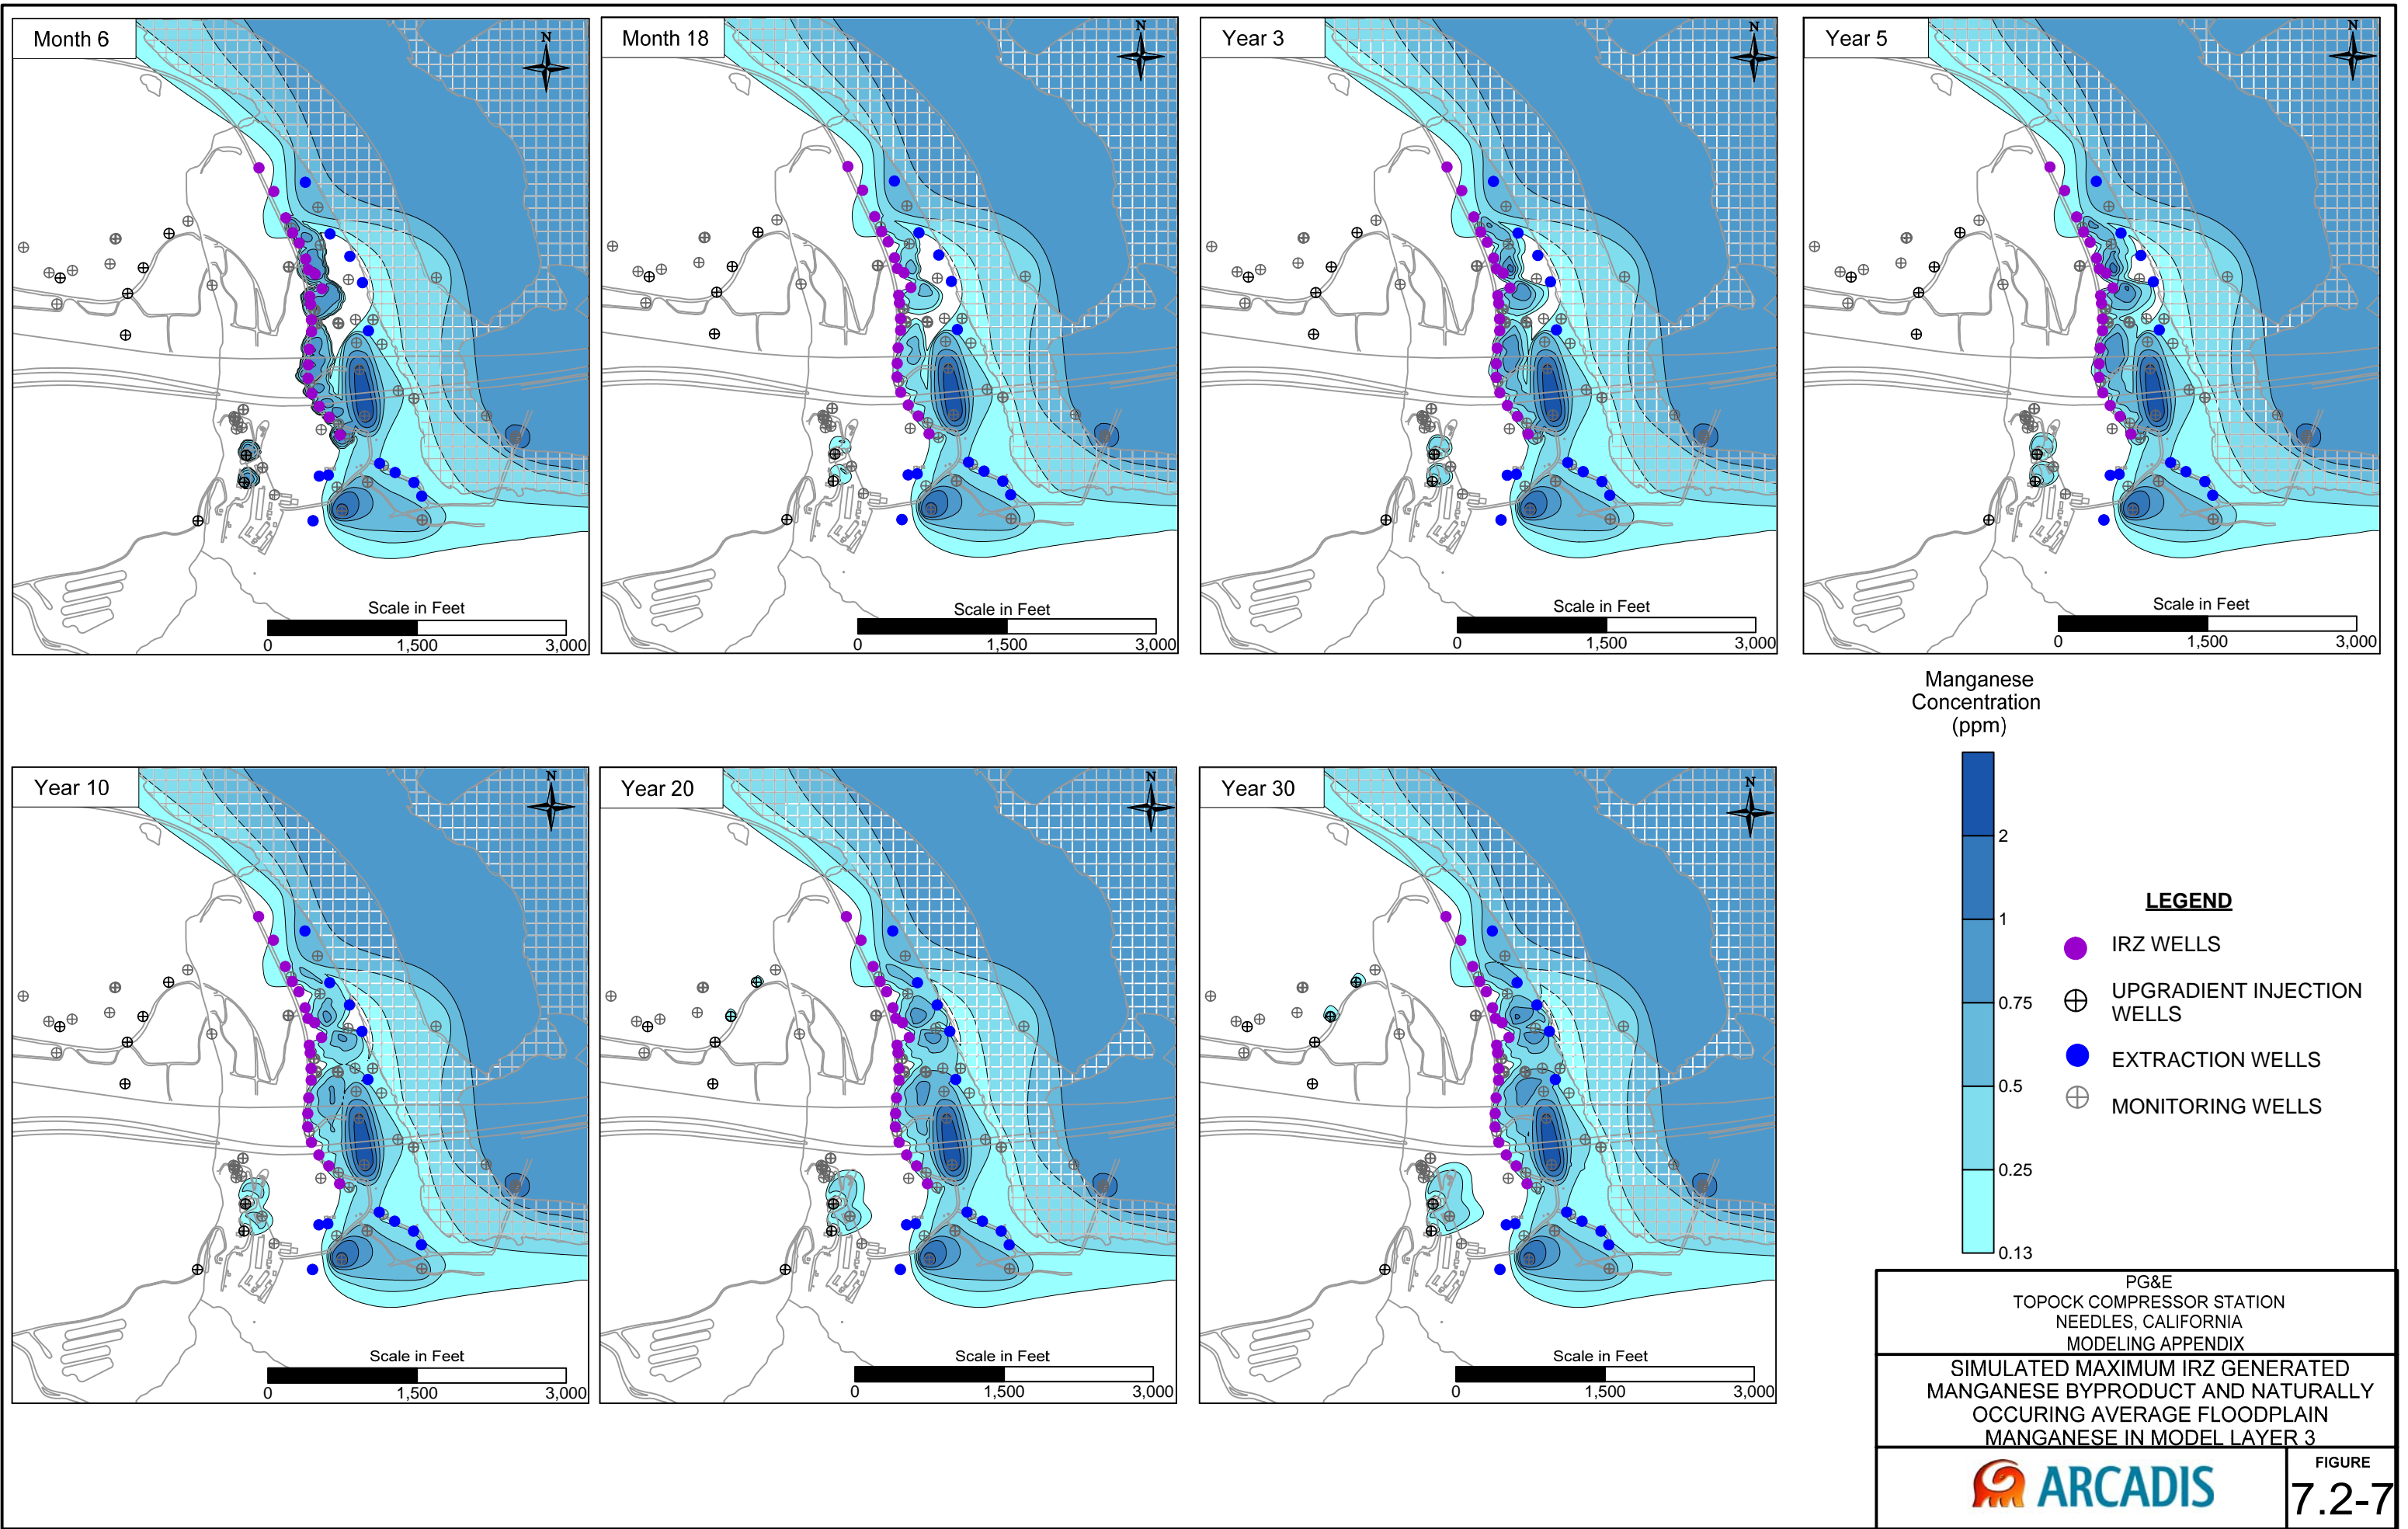 Month 6
N
Scale in Feet
0 1,500 3,000
Month 18
N
Scale in Feet
0 1,500 3,000
Year 3
N
Scale in Feet
0 1,500 3,000
Year 5
N
Scale in Feet
0 1,500 3,000
Manganese
Concentration
(ppm)
2
1
0.75
0.5
0.25
0.13
LEGEND
IRZ WELLS
UPGRADIENT INJECTION
WELLS
EXTRACTION WELLS
MONITORING WELLS
Year 10
N
Scale in Feet
0 1,500 3,000
Year 20
N
Scale in Feet
0 1,500 3,000
Year 30
N
Scale in Feet
0 1,500 3,000
PG&E
TOPOCK COMPRESSOR STATION
NEEDLES, CALIFORNIA
MODELING APPENDIX
SIMULATED MAXIMUM IRZ GENERATED
MANGANESE BYPRODUCT AND NATURALLY
OCCURING AVERAGE FLOODPLAIN
MANGANESE IN MODEL LAYER 3
ARCADIS
FIGURE
7.2-7